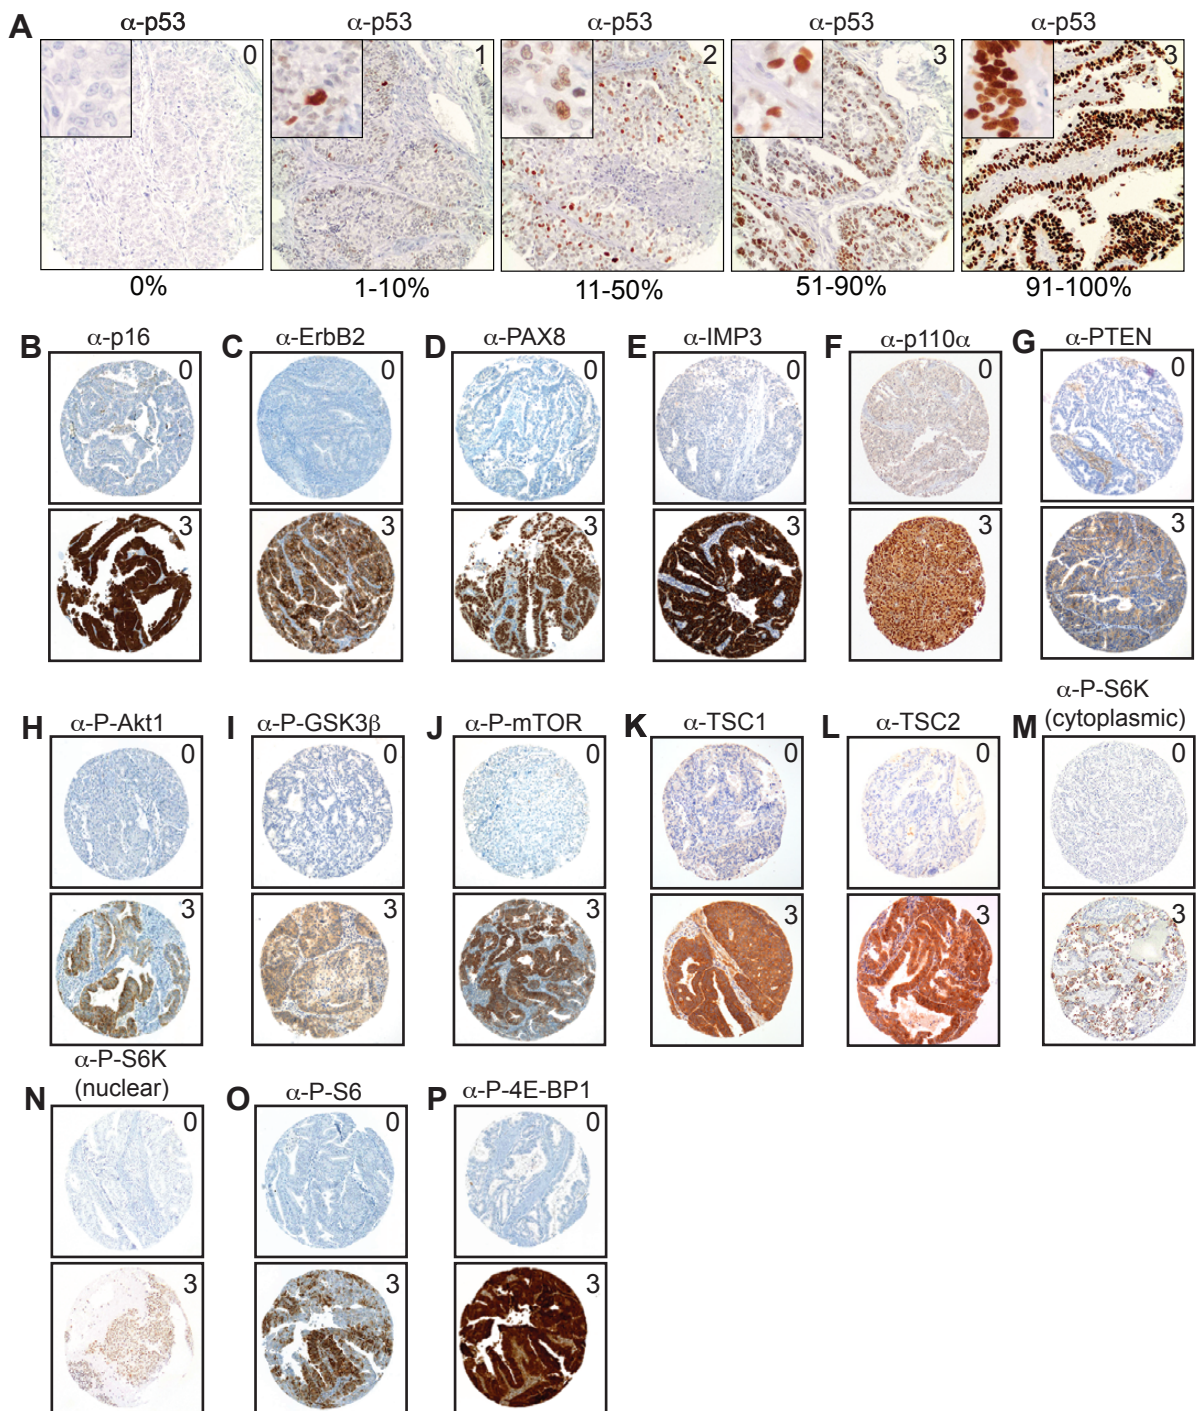 A α-p53 α-p53 α-p53 α-p53 α-p53
0 1 2 3 3
0% 1-10% 11-50% 51-90% 91-100%
B α-p16 C α-ErbB2 D α-PAX8 E α-IMP3 F α-p110α G α-PTEN
0 0 0 0 0 0
3 3 3 3 3 3
H α-P-Akt1 I α-P-GSK3β J α-P-mTOR K α-TSC1 L α-TSC2 M α-P-S6K
(cytoplasmic)
0 0 0 0 0 0
3 3 3 3 3 3
N α-P-S6K
(nuclear)
O α-P-S6 P α-P-4E-BP1
0 0 0
3 3 3